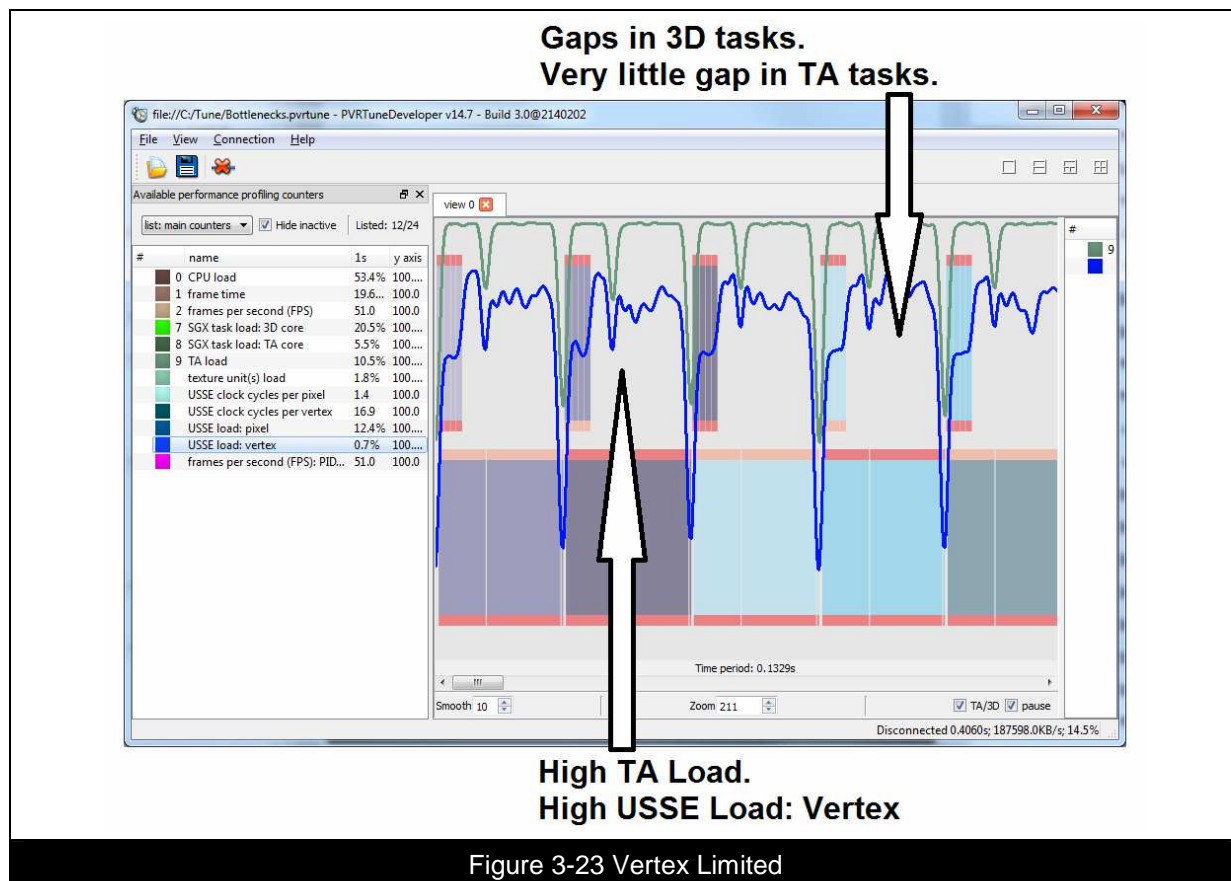 Gaps in 3D tasks.
Very little gap in TA tasks.
file://C:/Tune/Bottlenecks.pvrtune - PVRTuneDeveloper v14.7 - Build 3.0@2140202
File View Connection Help
Available performance profiling counters
list: main counters Hide inactive Listed: 12/24
# name 1s y axis
0 CPU load 53.4% 100....
1 frame time 19.6... 100.0
2 frames per second (FPS) 51.0 100.0
7 SGX task load: 3D core 20.5% 100....
8 SGX task load: TA core 5.5% 100....
9 TA load 10.5% 100....
texture unit(s) load 1.8% 100....
USSE clock cycles per pixel 1.4 100.0
USSE clock cycles per vertex 16.9 100.0
USSE load: pixel 12.4% 100....
USSE load: vertex 0.7% 100....
frames per second (FPS): PID... 51.0 100.0
view 0
#
9
Time period: 0.1329s
Smooth 10 Zoom 211 TA/3D pause
Disconnected 0.4060s; 187598.0KB/s; 14.5%
High TA Load.
High USSE Load: Vertex
Figure 3-23 Vertex Limited